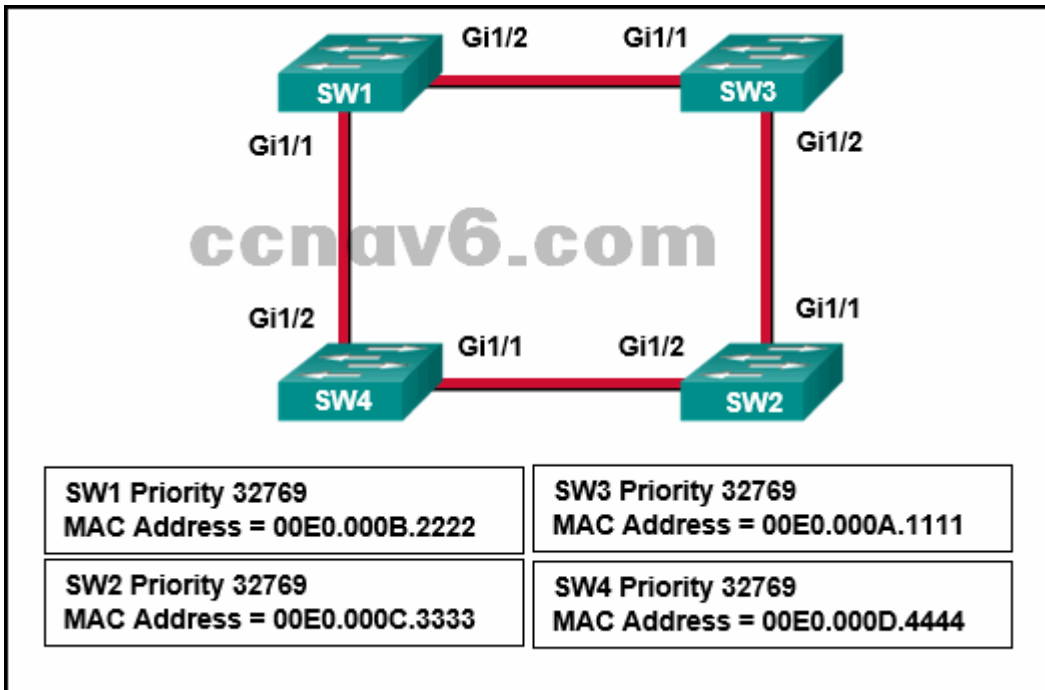 Gi1/2 Gi1/1
SW1 SW3
Gi1/1 Gi1/2
ccnav6.com
Gi1/2 Gi1/1
Gi1/1 Gi1/2
SW4 SW2
SW1 Priority 32769
MAC Address = 00E0.000B.2222
SW3 Priority 32769
MAC Address = 00E0.000A.1111
SW2 Priority 32769
MAC Address = 00E0.000C.3333
SW4 Priority 32769
MAC Address = 00E0.000D.4444